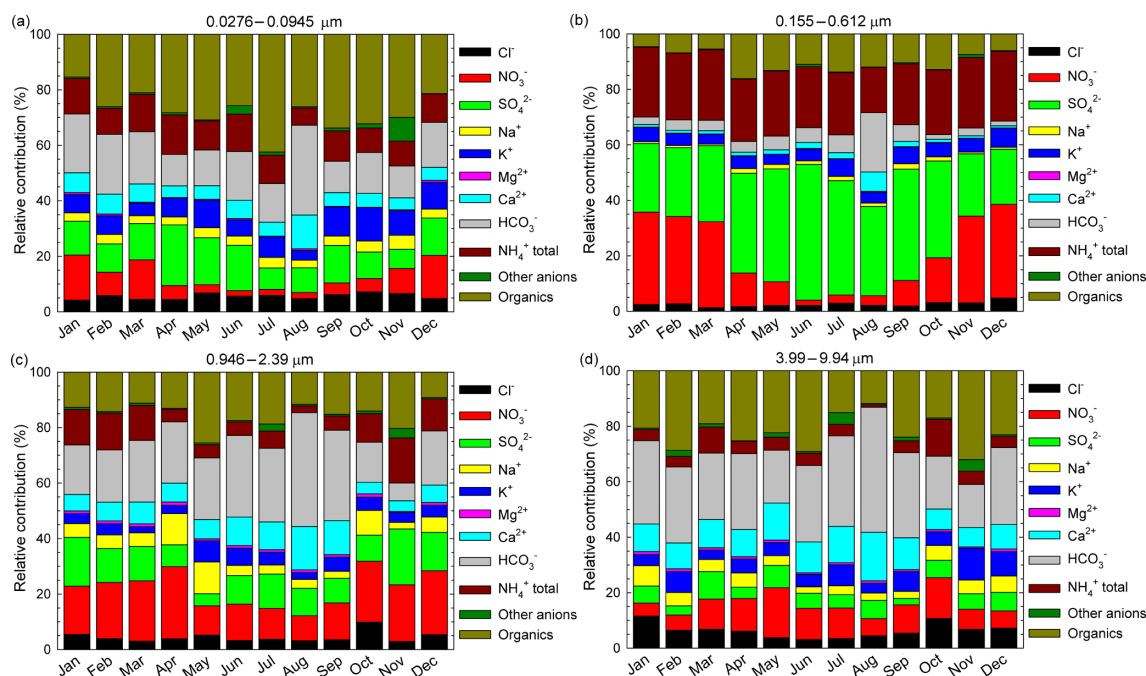 (a) 0.0276−0.0945 μm
Relative contribution (%)
100
80
60
40
20
0
Jan Feb Mar Apr May Jun Jul Aug Sep Oct Nov Dec
Cl⁻
NO₃⁻
SO₄²⁻
Na⁺
K⁺
Mg²⁺
Ca²⁺
HCO₃⁻
NH₄⁺ total
Other anions
Organics
(b) 0.155−0.612 μm
Relative contribution (%)
100
80
60
40
20
0
Jan Feb Mar Apr May Jun Jul Aug Sep Oct Nov Dec
Cl⁻
NO₃⁻
SO₄²⁻
Na⁺
K⁺
Mg²⁺
Ca²⁺
HCO₃⁻
NH₄⁺ total
Other anions
Organics
(c) 0.946−2.39 μm
Relative contribution (%)
100
80
60
40
20
0
Jan Feb Mar Apr May Jun Jul Aug Sep Oct Nov Dec
Cl⁻
NO₃⁻
SO₄²⁻
Na⁺
K⁺
Mg²⁺
Ca²⁺
HCO₃⁻
NH₄⁺ total
Other anions
Organics
(d) 3.99−9.94 μm
Relative contribution (%)
100
80
60
40
20
0
Jan Feb Mar Apr May Jun Jul Aug Sep Oct Nov Dec
Cl⁻
NO₃⁻
SO₄²⁻
Na⁺
K⁺
Mg²⁺
Ca²⁺
HCO₃⁻
NH₄⁺ total
Other anions
Organics